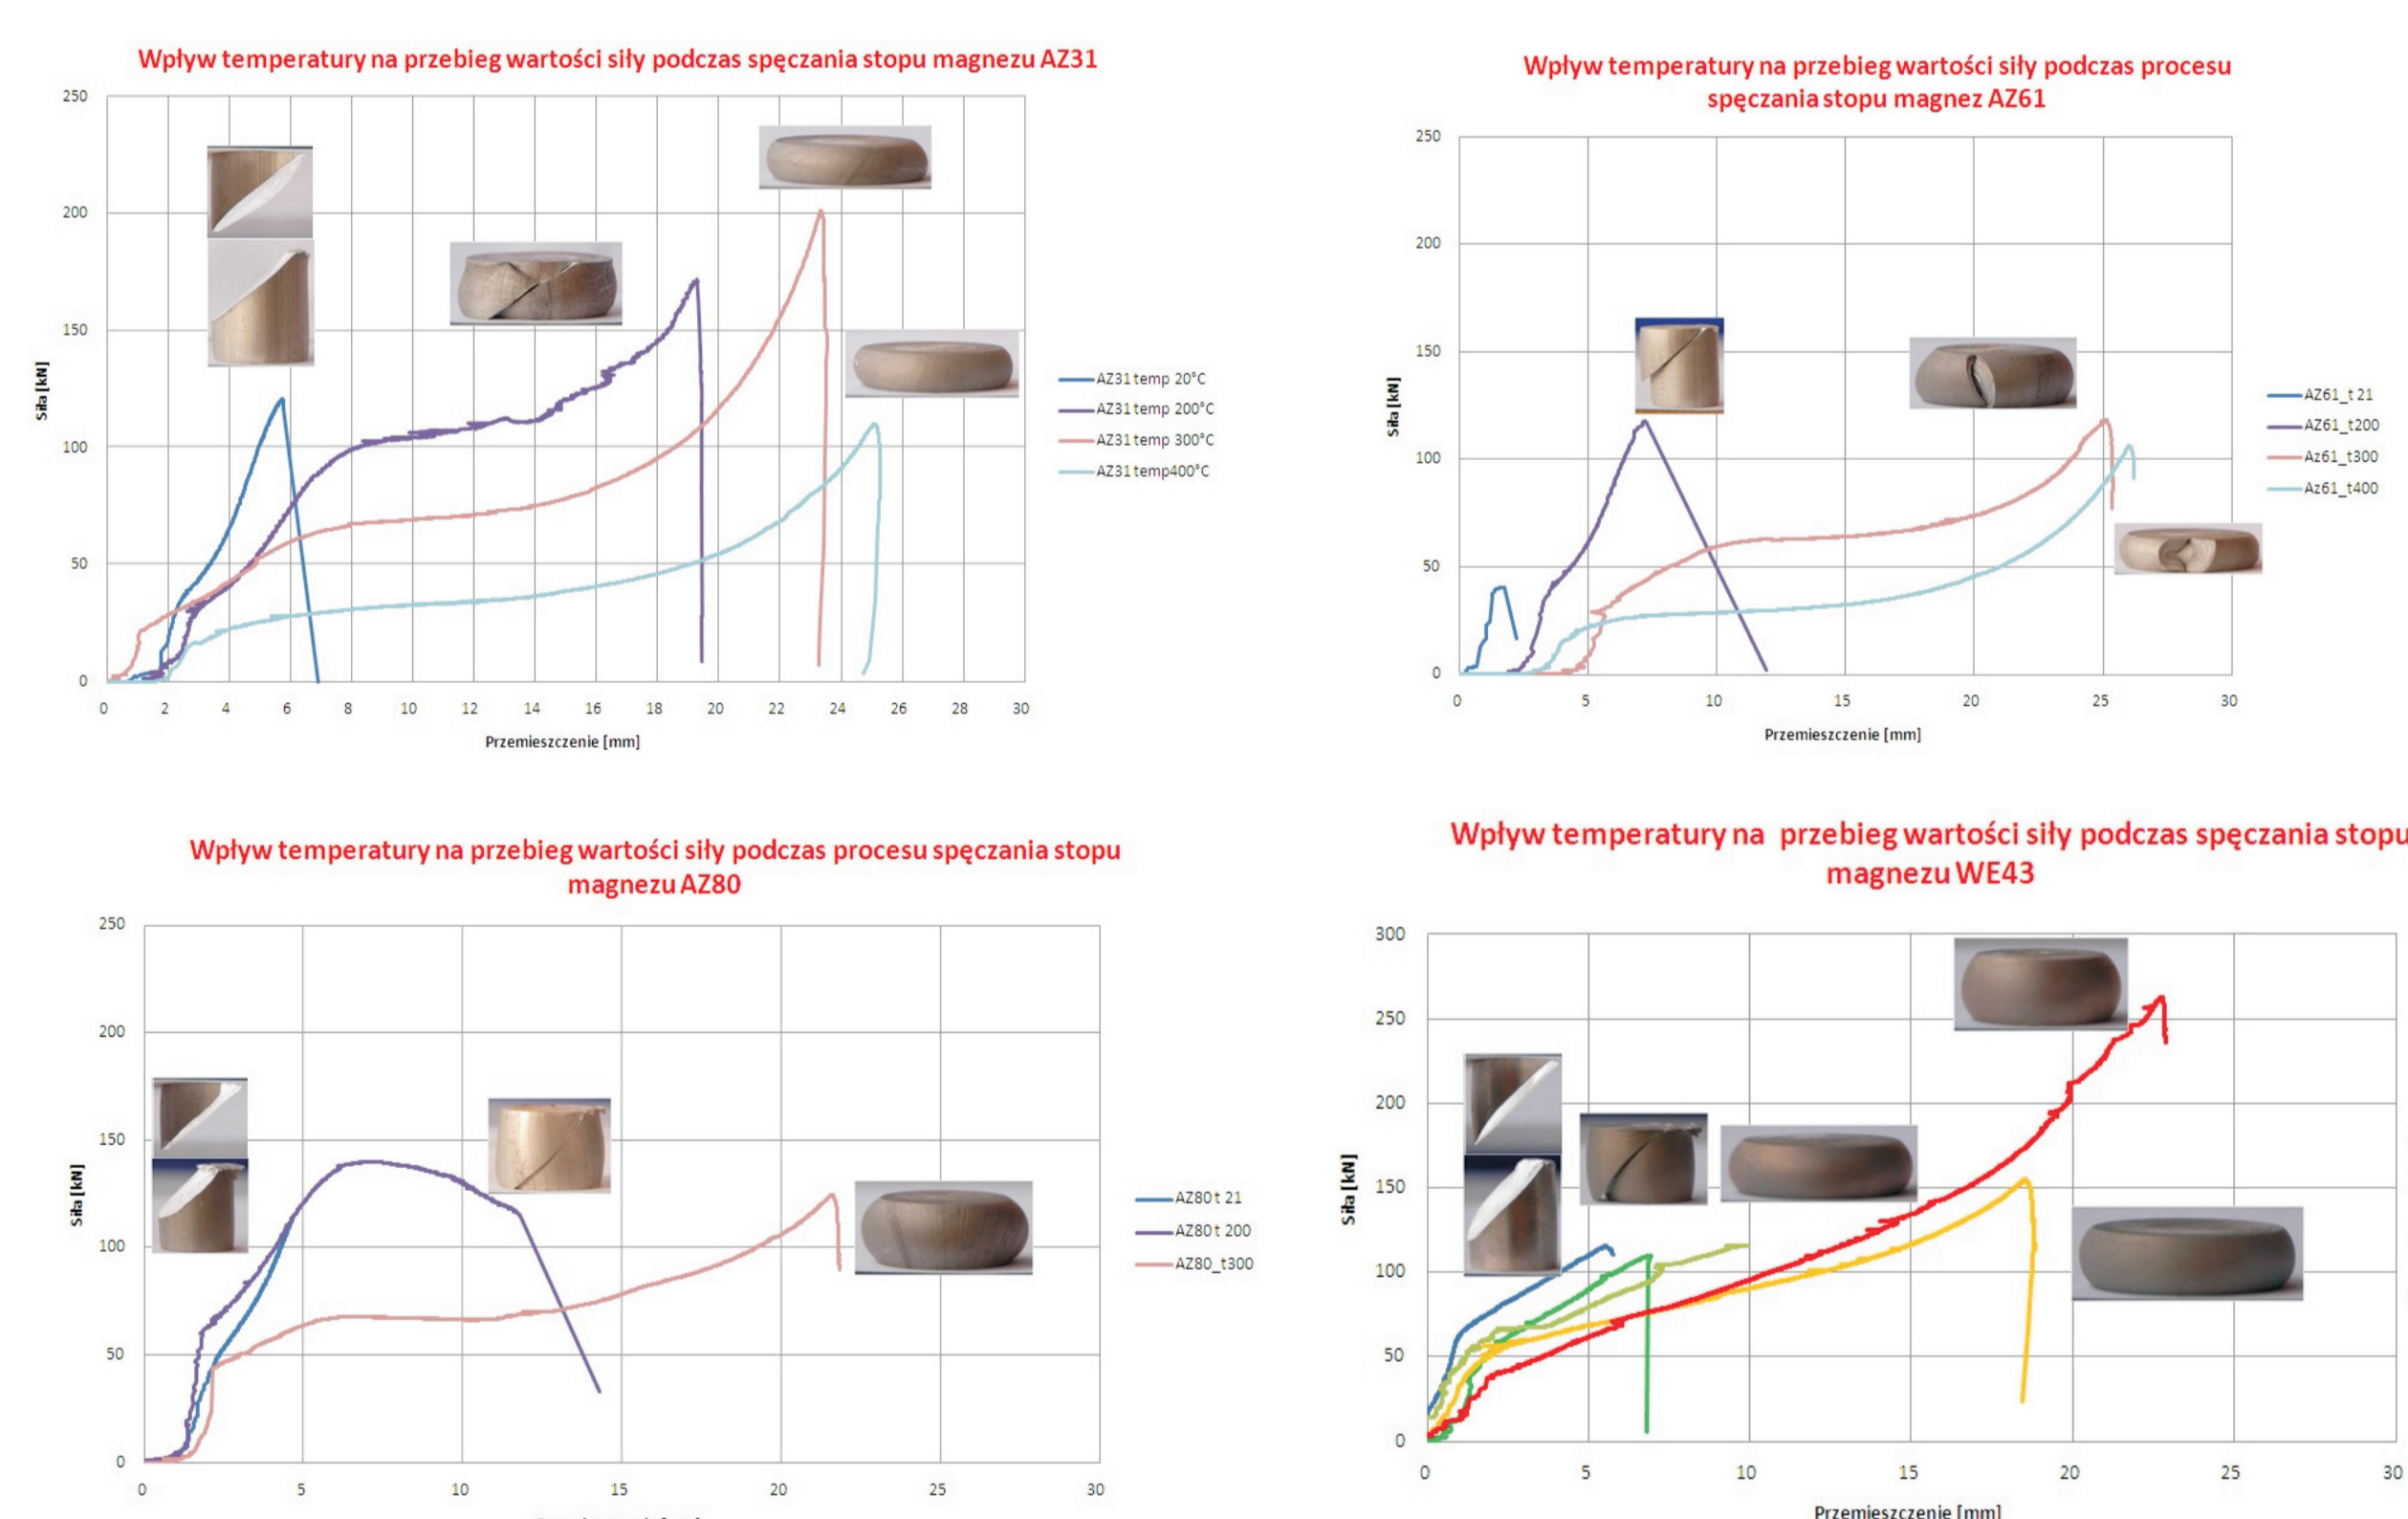 Wpływ temperatury na przebieg wartości siły podczas spęczania stopu magnezu AZ31
250
200
150
100
50
0
Siła [kN]
0 2 4 6 8 10 12 14 16 18 20 22 24 26 28 30
Przemieszczenie [mm]
AZ31 temp 20°C
AZ31 temp 200°C
AZ31 temp 300°C
AZ31 temp400°C
Wpływ temperatury na przebieg wartości siły podczas procesu
spęczania stopu magnez AZ61
250
200
150
100
50
0
Siła [kN]
0 5 10 15 20 25 30
Przemieszczenie [mm]
AZ61_t 21
AZ61_t200
Az61_t300
Az61_t400
Wpływ temperatury na przebieg wartości siły podczas procesu spęczania stopu
magnezu AZ80
250
200
150
100
50
0
Siła [kN]
0 5 10 15 20 25 30
AZ80 t 21
AZ80 t 200
AZ80_t300
Wpływ temperatury na przebieg wartości siły podczas spęczania stopu
magnezu WE43
300
250
200
150
100
50
0
Siła [kN]
0 5 10 15 20 25 30
Przemieszczenie [mm]